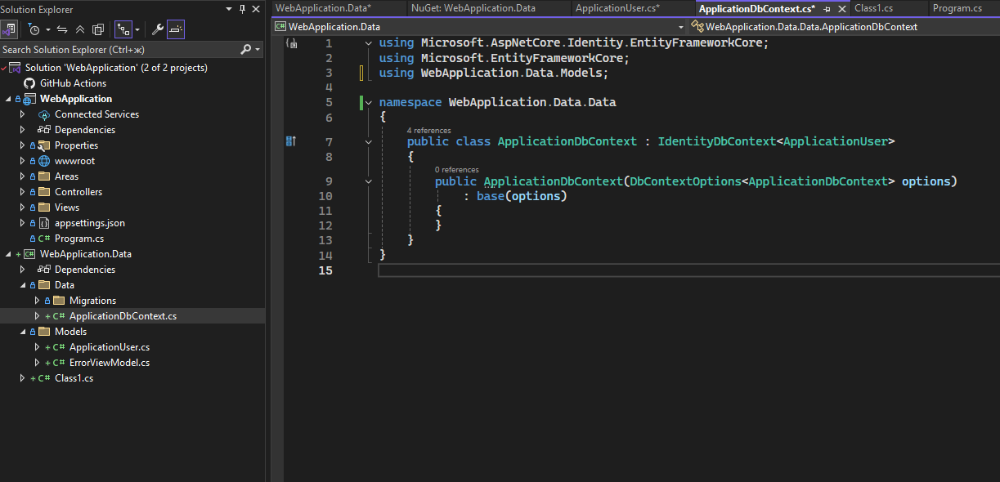 Solution Explorer
Search Solution Explorer (Ctrl+ж)
Solution 'WebApplication' (2 of 2 projects)
GitHub Actions
WebApplication
Connected Services
Dependencies
Properties
wwwroot
Areas
Controllers
Views
appsettings.json
C# Program.cs
C# WebApplication.Data
Dependencies
Data
Migrations
C# ApplicationDbContext.cs
Models
C# ApplicationUser.cs
C# ErrorViewModel.cs
C# Class1.cs
WebApplication.Data* NuGet: WebApplication.Data ApplicationUser.cs* ApplicationDbContext.cs* Class1.cs Program.cs
C# WebApplication.Data WebApplication.Data.Data.ApplicationDbContext
1 using Microsoft.AspNetCore.Identity.EntityFrameworkCore;
2 using Microsoft.EntityFrameworkCore;
3 using WebApplication.Data.Models;
4
5 namespace WebApplication.Data.Data
6 {
4 references
7 public class ApplicationDbContext : IdentityDbContext<ApplicationUser>
8 {
0 references
9 public ApplicationDbContext(DbContextOptions<ApplicationDbContext> options)
10 : base(options)
11 {
12 }
13 }
14 }
15